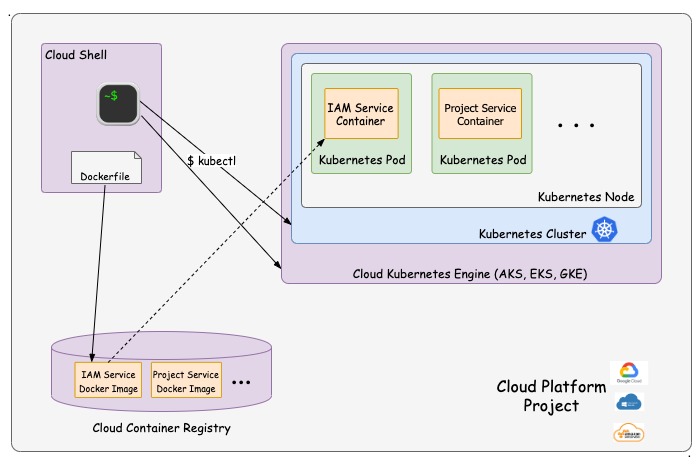 Cloud Shell
~$
Dockerfile
$ kubectl
IAM Service
Container
Kubernetes Pod
Project Service
Container
Kubernetes Pod
...
Kubernetes Node
Kubernetes Cluster
Cloud Kubernetes Engine (AKS, EKS, GKE)
IAM Service
Docker Image
Project Service
Docker Image
...
Cloud Container Registry
Cloud Platform
Project
Google Cloud